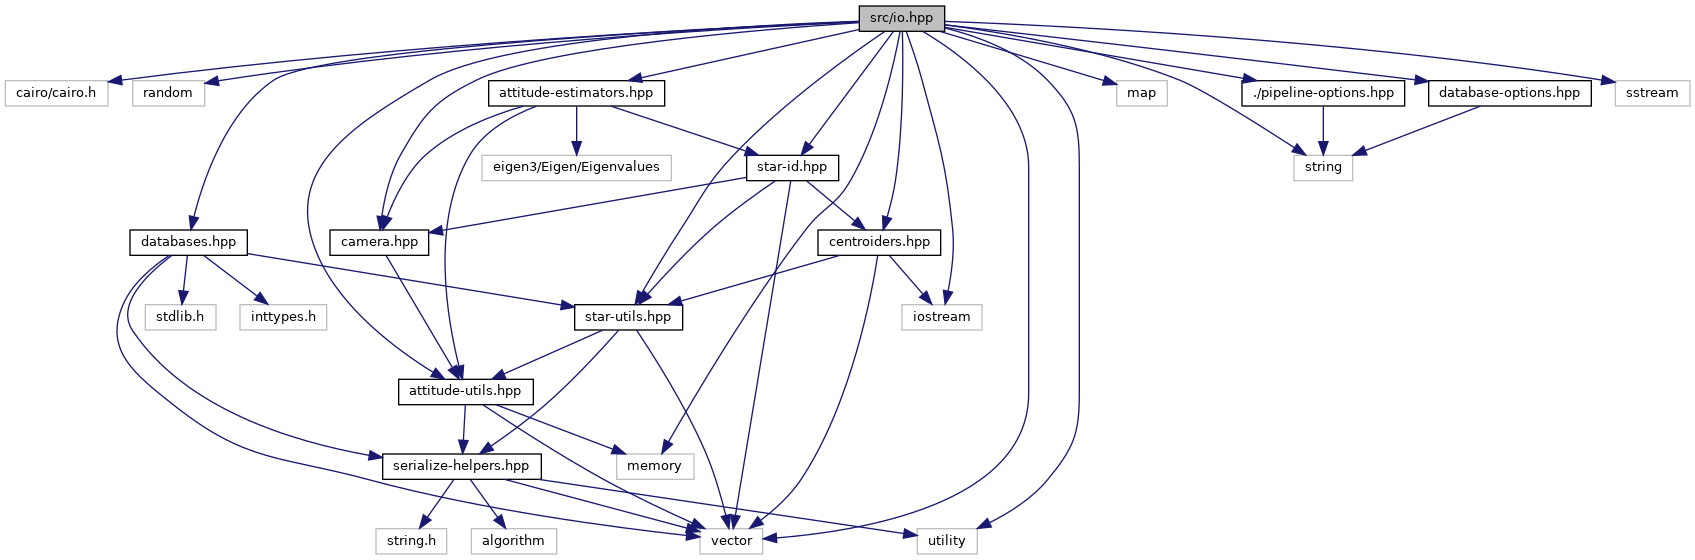 src/io.hpp
cairo/cairo.h
random
attitude-estimators.hpp
map
./pipeline-options.hpp
database-options.hpp
sstream
eigen3/Eigen/Eigenvalues
star-id.hpp
string
databases.hpp
camera.hpp
centroiders.hpp
stdlib.h
inttypes.h
star-utils.hpp
iostream
attitude-utils.hpp
serialize-helpers.hpp
memory
string.h
algorithm
vector
utility